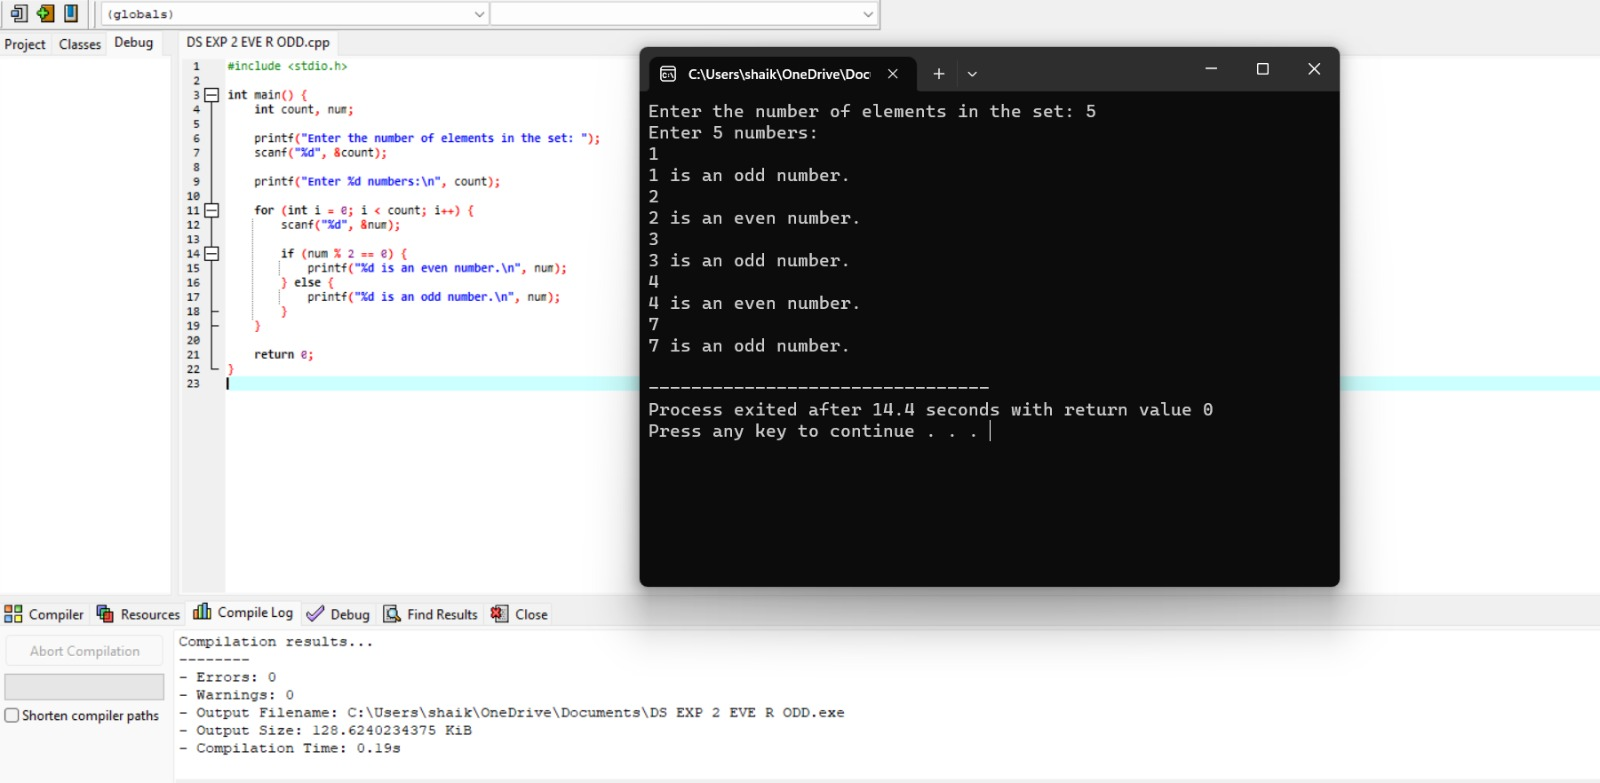 (globals)
Project Classes Debug
DS EXP 2 EVE R ODD.cpp
1 #include <stdio.h>
2
3 int main() {
4 int count, num;
5
6 printf("Enter the number of elements in the set: ");
7 scanf("%d", &count);
8
9 printf("Enter %d numbers:\n", count);
10
11 for (int i = 0; i < count; i++) {
12 scanf("%d", &num);
13
14 if (num % 2 == 0) {
15 printf("%d is an even number.\n", num);
16 } else {
17 printf("%d is an odd number.\n", num);
18 }
19 }
20
21 return 0;
22 }
23
C:\Users\shaik\OneDrive\Doc
Enter the number of elements in the set: 5
Enter 5 numbers:
1
1 is an odd number.
2
2 is an even number.
3
3 is an odd number.
4
4 is an even number.
7
7 is an odd number.
--------------------------------
Process exited after 14.4 seconds with return value 0
Press any key to continue . . .
Compiler Resources Compile Log Debug Find Results Close
Abort Compilation
Shorten compiler paths
Compilation results...
--------
- Errors: 0
- Warnings: 0
- Output Filename: C:\Users\shaik\OneDrive\Documents\DS EXP 2 EVE R ODD.exe
- Output Size: 128.6240234375 KiB
- Compilation Time: 0.19s